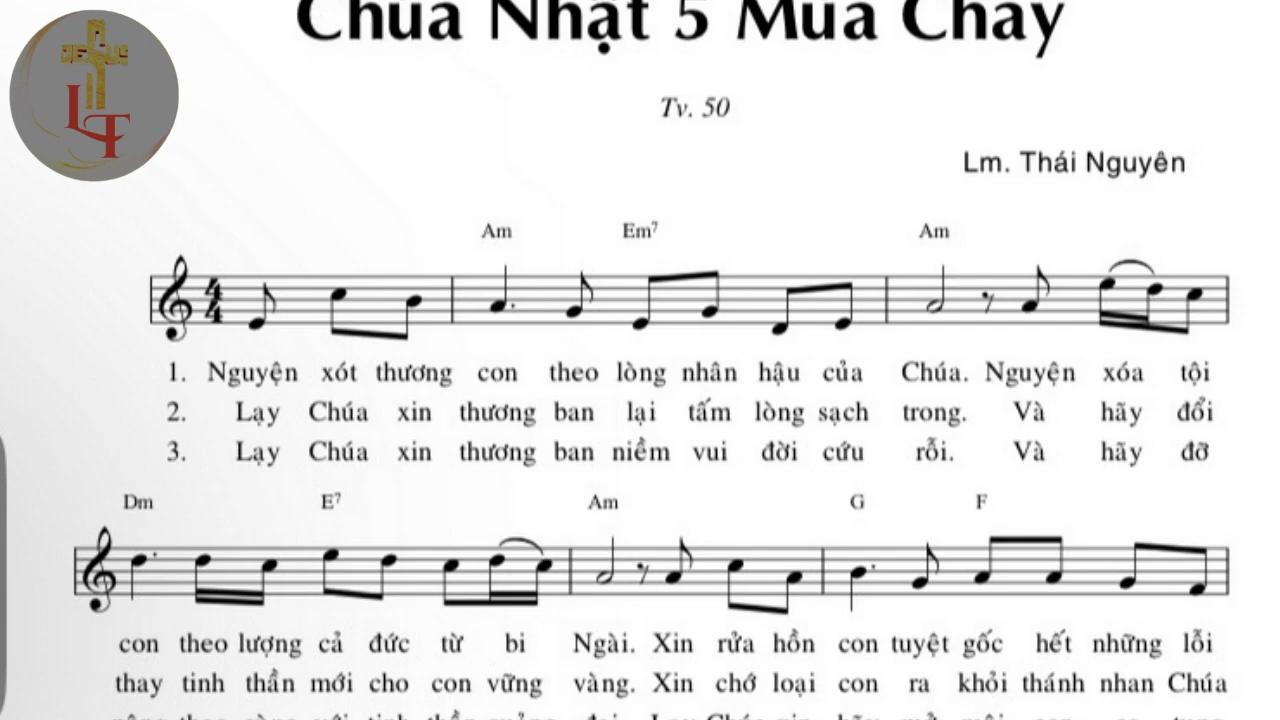 Chúa Nhật 5 Mùa Chay
JESUS
LT
Tv. 50
Lm. Thái Nguyên
Am Em7 Am
1. Nguyện xót thương con theo lòng nhân hậu của Chúa. Nguyện xóa tội
2. Lạy Chúa xin thương ban lại tấm lòng sạch trong. Và hãy đổi
3. Lạy Chúa xin thương ban niềm vui đời cứu rỗi. Và hãy đỡ
Dm E7 Am G F
con theo lượng cả đức từ bi Ngài. Xin rửa hồn con tuyệt gốc hết những lỗi
thay tinh thần mới cho con vững vàng. Xin chớ loại con ra khỏi thánh nhan Chúa